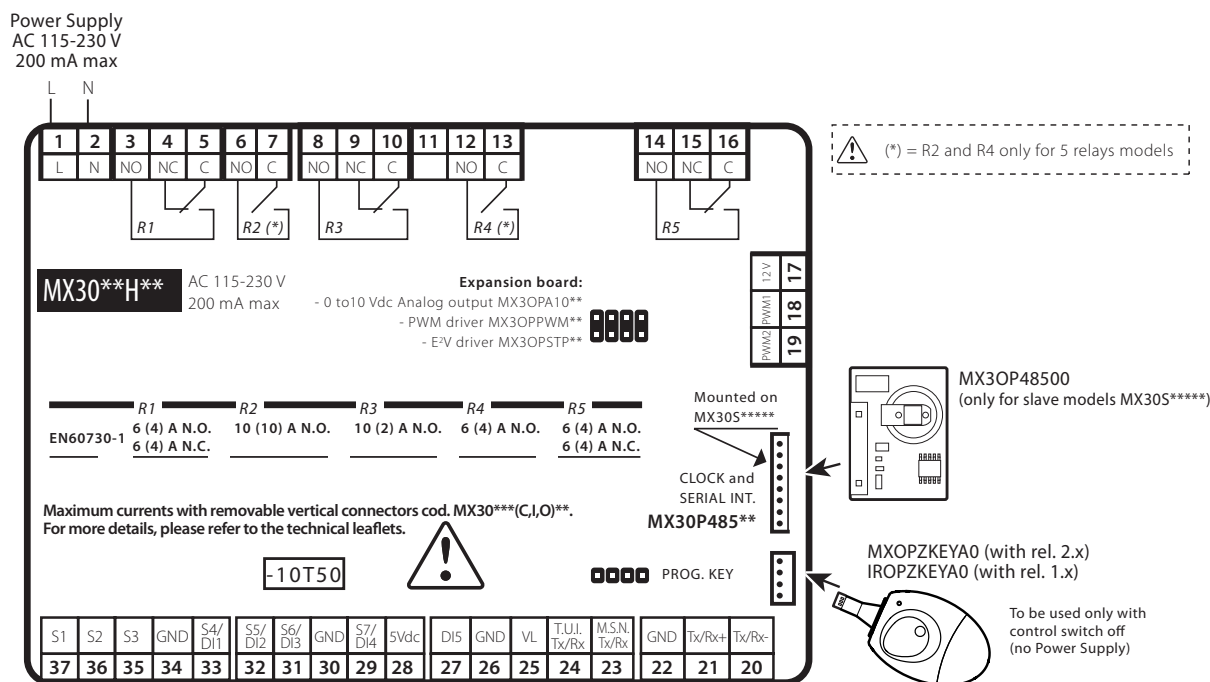 Power Supply
AC 115-230 V
200 mA max
L N
1 2 3 4 5 6 7 8 9 10 11 12 13 14 15 16
L N NO NC C NO C NO NC C NO C NO NC C
R1 R2 (*) R3 R4 (*) R5
(*) = R2 and R4 only for 5 relays models
MX30**H**
AC 115-230 V
200 mA max
Expansion board:
- 0 to10 Vdc Analog output MX3OPA10**
- PWM driver MX3OPPWM**
- E²V driver MX3OPSTP**
12 V 17
PWM1 18
PWM2 19
R1 R2 R3 R4 R5
EN60730-1
6 (4) A N.O. 10 (10) A N.O. 10 (2) A N.O. 6 (4) A N.O. 6 (4) A N.O.
6 (4) A N.C. 6 (4) A N.C.
Mounted on
MX30S*****
CLOCK and
SERIAL INT.
MX30P485**
MX3OP48500
(only for slave models MX30S*****)
Maximum currents with removable vertical connectors cod. MX30***(C,I,O)**.
For more details, please refer to the technical leaflets.
-10T50
PROG. KEY
MXOPZKEYA0 (with rel. 2.x)
IROPZKEYA0 (with rel. 1.x)
To be used only with
control switch off
(no Power Supply)
S1 S2 S3 GND S4/DI1 S5/DI2 S6/DI3 GND S7/DI4 5Vdc DI5 GND VL T.U.I. Tx/Rx M.S.N. Tx/Rx GND Tx/Rx+ Tx/Rx-
37 36 35 34 33 32 31 30 29 28 27 26 25 24 23 22 21 20